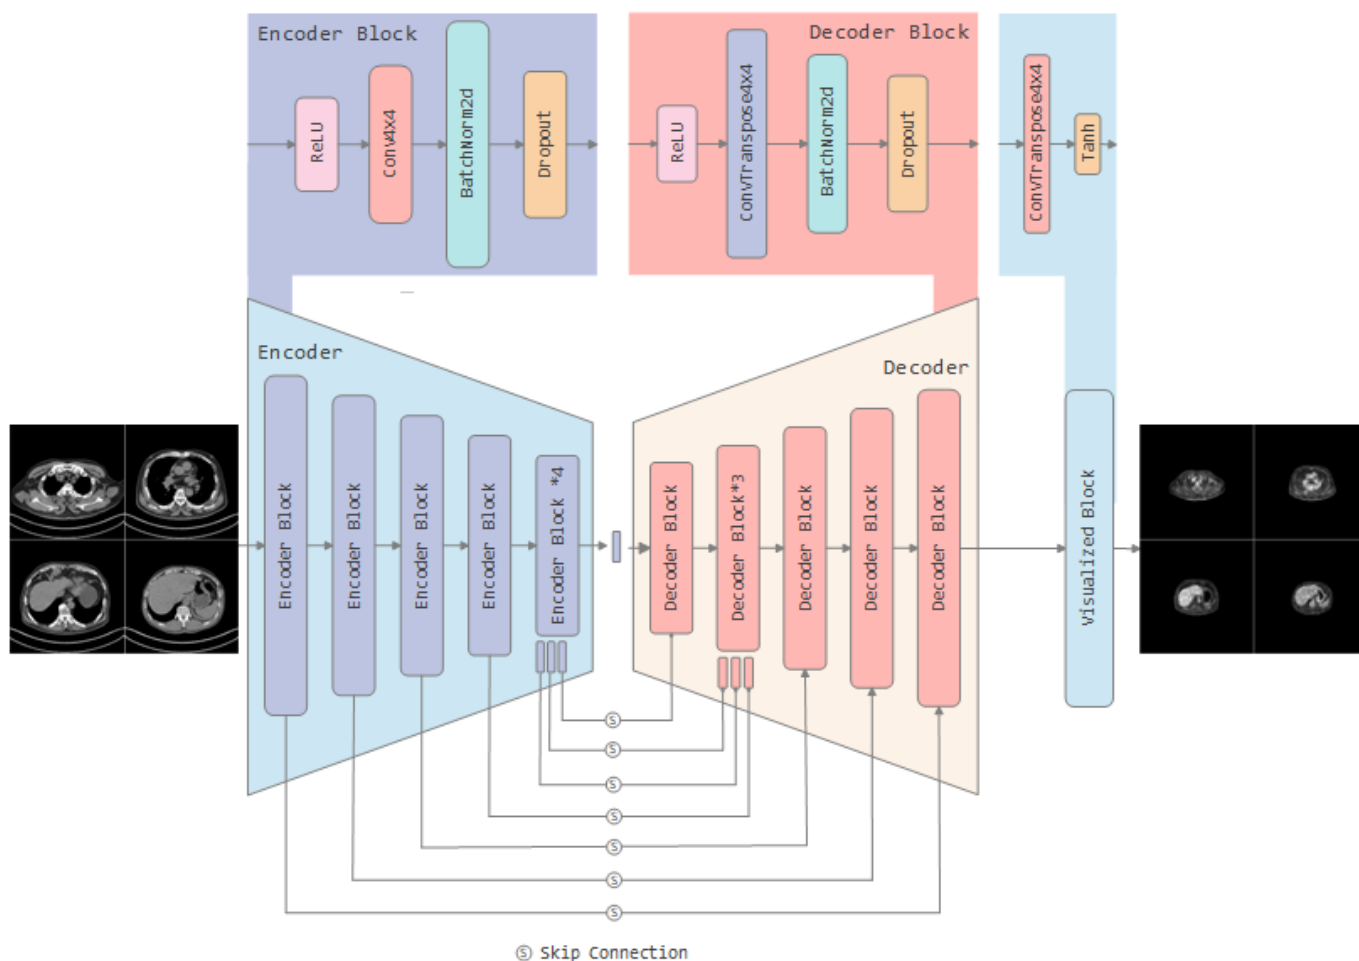 Encoder Block
ReLU
Conv4x4
BatchNorm2d
Dropout
Decoder Block
ReLU
ConvTranspose4x4
BatchNorm2d
Dropout
ConvTranspose4x4
Tanh
Encoder
Encoder Block
Encoder Block
Encoder Block
Encoder Block
Encoder Block *4
Decoder
Decoder Block
Decoder Block*3
Decoder Block
Decoder Block
Decoder Block
Visualized Block
S
S
S
S
S
S
S
Ⓢ Skip Connection